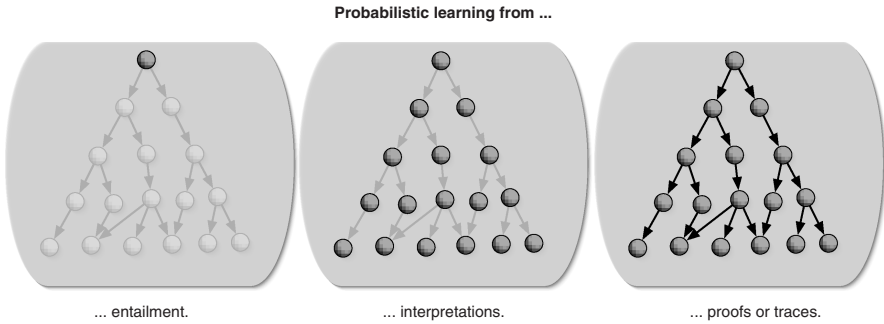 Probabilistic learning from ...
... entailment.
... interpretations.
... proofs or traces.